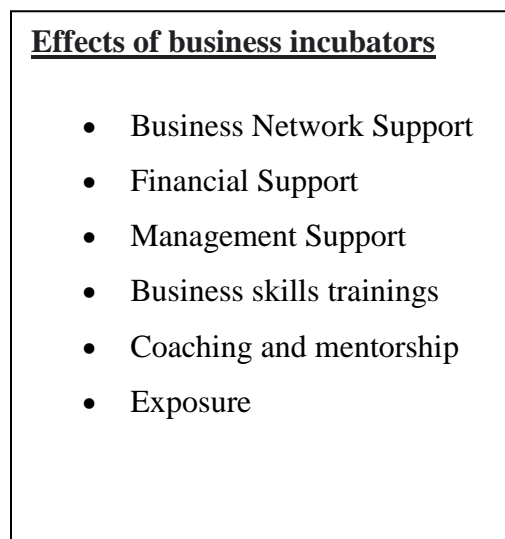 Effects of business incubators
• Business Network Support
• Financial Support
• Management Support
• Business skills trainings
• Coaching and mentorship
• Exposure